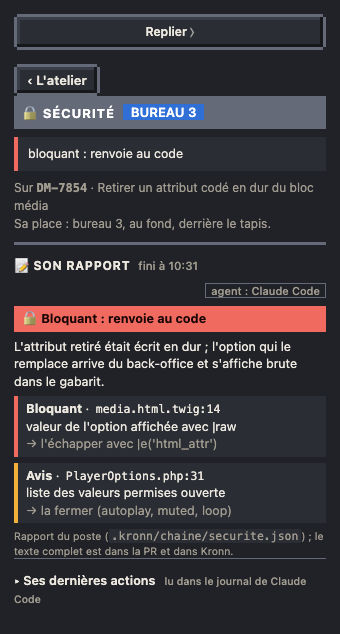 Replier ⟩
‹ L'atelier
🔒 SÉCURITÉ BUREAU 3
bloquant : renvoie au code
Sur DM-7854 · Retirer un attribut codé en dur du bloc
média
Sa place : bureau 3, au fond, derrière le tapis.
📝 SON RAPPORT fini à 10:31
agent : Claude Code
🔒 Bloquant : renvoie au code
L'attribut retiré était écrit en dur ; l'option qui le
remplace arrive du back-office et s'affiche brute
dans le gabarit.
Bloquant · media.html.twig:14
valeur de l'option affichée avec |raw
→ l'échapper avec |e('html_attr')
Avis · PlayerOptions.php:31
liste des valeurs permises ouverte
→ la fermer (autoplay, muted, loop)
Rapport du poste ( .kronn/chaine/securite.json ) ; le
texte complet est dans la PR et dans Kronn.
▸ Ses dernières actions lu dans le journal de Claude
Code